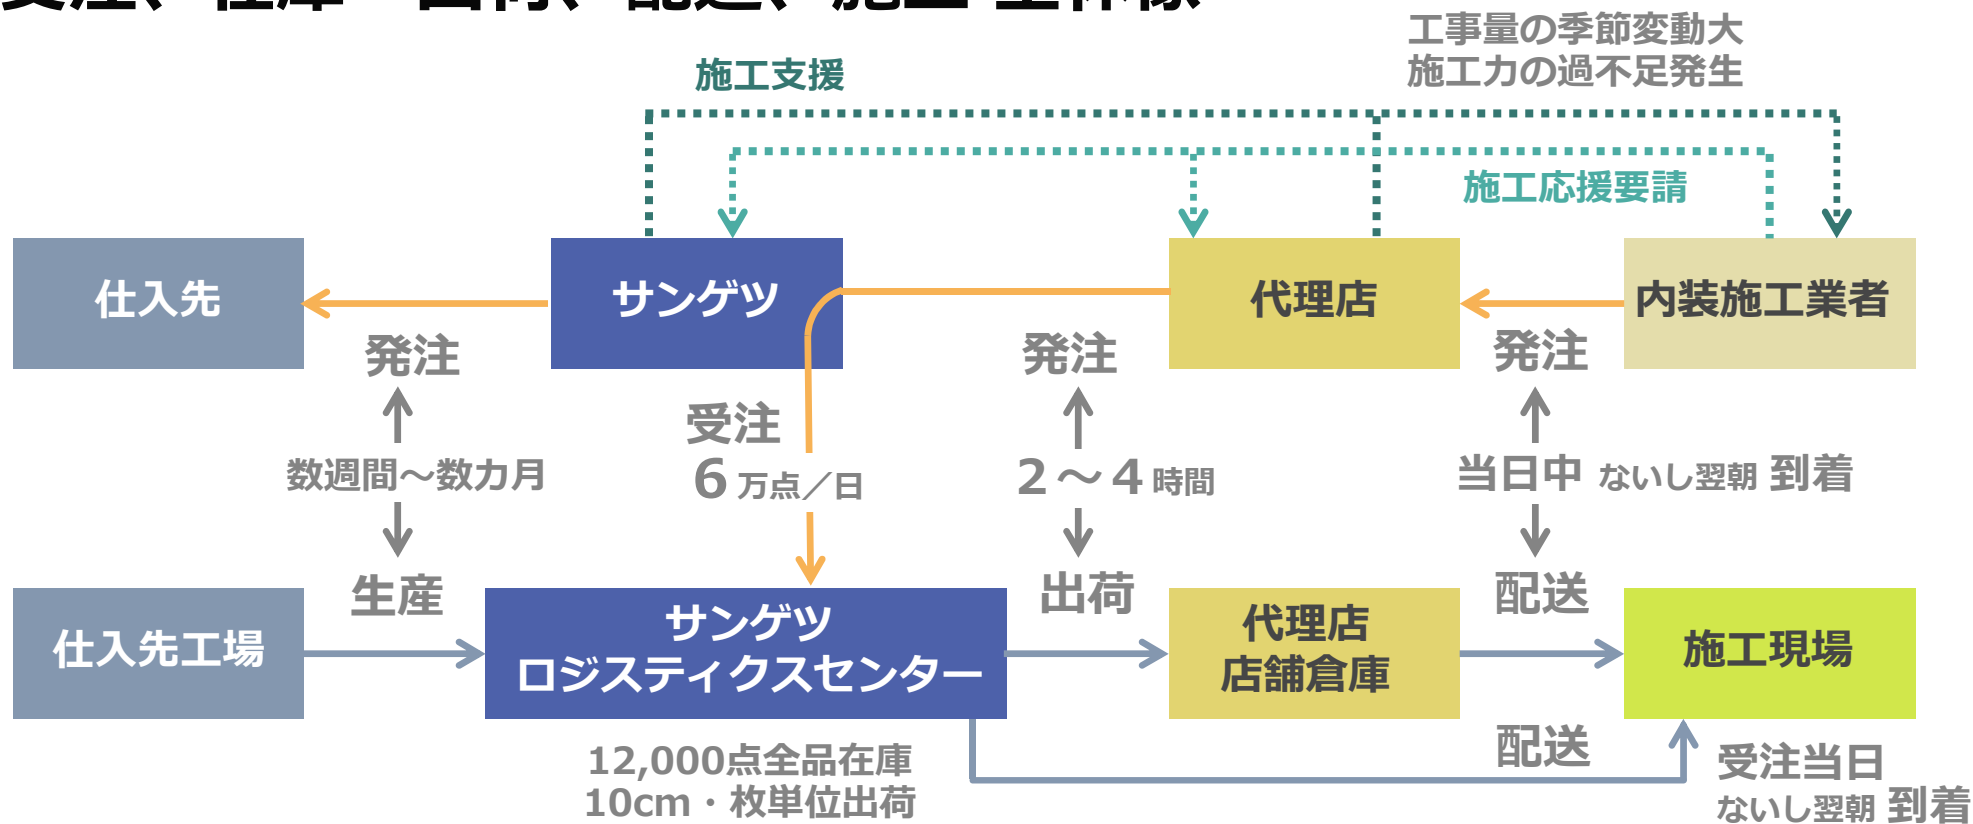 工事量の季節変動大
施工力の過不足発生
施工支援
施工応援要請
仕入先
サンゲツ
代理店
内装施工業者
発注
発注
発注
受注
6万点／日
数週間～数カ月
2～4時間
当日中 ないし翌朝 到着
生産
出荷
配送
仕入先工場
サンゲツ
ロジスティクスセンター
代理店
店舗倉庫
施工現場
配送
12,000点全品在庫
10cm・枚単位出荷
受注当日
ないし翌朝 到着